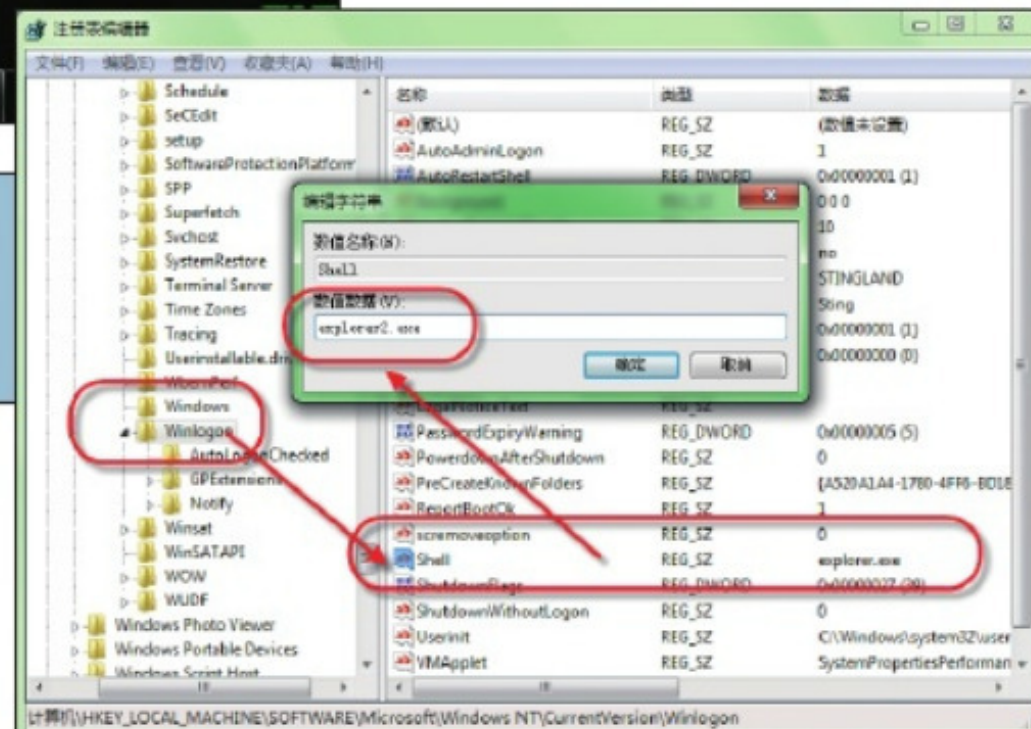 注册表编辑器
文件(F) 编辑(E) 查看(V) 收藏夹(A) 帮助(H)
Schedule
SeCEdit
setup
SoftwareProtectionPlatform
SPP
Superfetch
Svchost
SystemRestore
Terminal Server
Time Zones
Tracing
Userinstallable.dri
WbemPerf
Windows
Winlogon
AutoLogonChecked
GPExtensions
Notify
Winsat
WinSATAPI
WOW
WUDF
Windows Photo Viewer
Windows Portable Devices
Windows Script Host
名称 类型 数据
(默认) REG_SZ (数值未设置)
AutoAdminLogon REG_SZ 1
AutoRestartShell REG_DWORD 0x00000001 (1)
0 0 0
10
no
STINGLAND
Sting
0x00000001 (1)
0x00000000 (0)
编辑字符串
数值名称(N):
Shell
数值数据(V):
explorer2.exe
确定 取消
LegalNoticeText REG_SZ
PasswordExpiryWarning REG_DWORD 0x00000005 (5)
PowerdownAfterShutdown REG_SZ 0
PreCreateKnownFolders REG_SZ {A520A1A4-1780-4FF6-BD18
ReportBootOk REG_SZ 1
scremoveoption REG_SZ 0
Shell REG_SZ explorer.exe
ShutdownFlags REG_DWORD 0x00000027 (39)
ShutdownWithoutLogon REG_SZ 0
Userinit REG_SZ C:\Windows\system32\user
VMApplet REG_SZ SystemPropertiesPerforman
计算机\HKEY_LOCAL_MACHINE\SOFTWARE\Microsoft\Windows NT\CurrentVersion\Winlogon